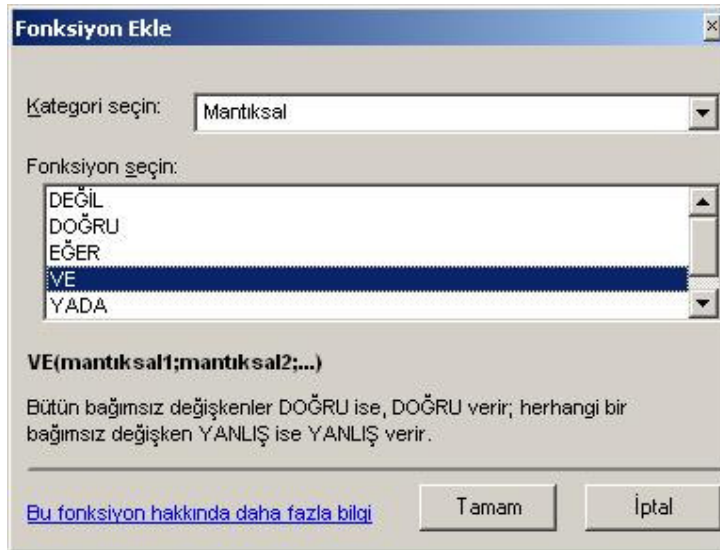 Fonksiyon Ekle
Kategori seçin: Mantıksal
Fonksiyon seçin:
DEĞİL
DOĞRU
EĞER
VE
YADA
VE(mantıksal1;mantıksal2;...)
Bütün bağımsız değişkenler DOĞRU ise, DOĞRU verir; herhangi bir
bağımsız değişken YANLIŞ ise YANLIŞ verir.
Bu fonksiyon hakkında daha fazla bilgi Tamam İptal